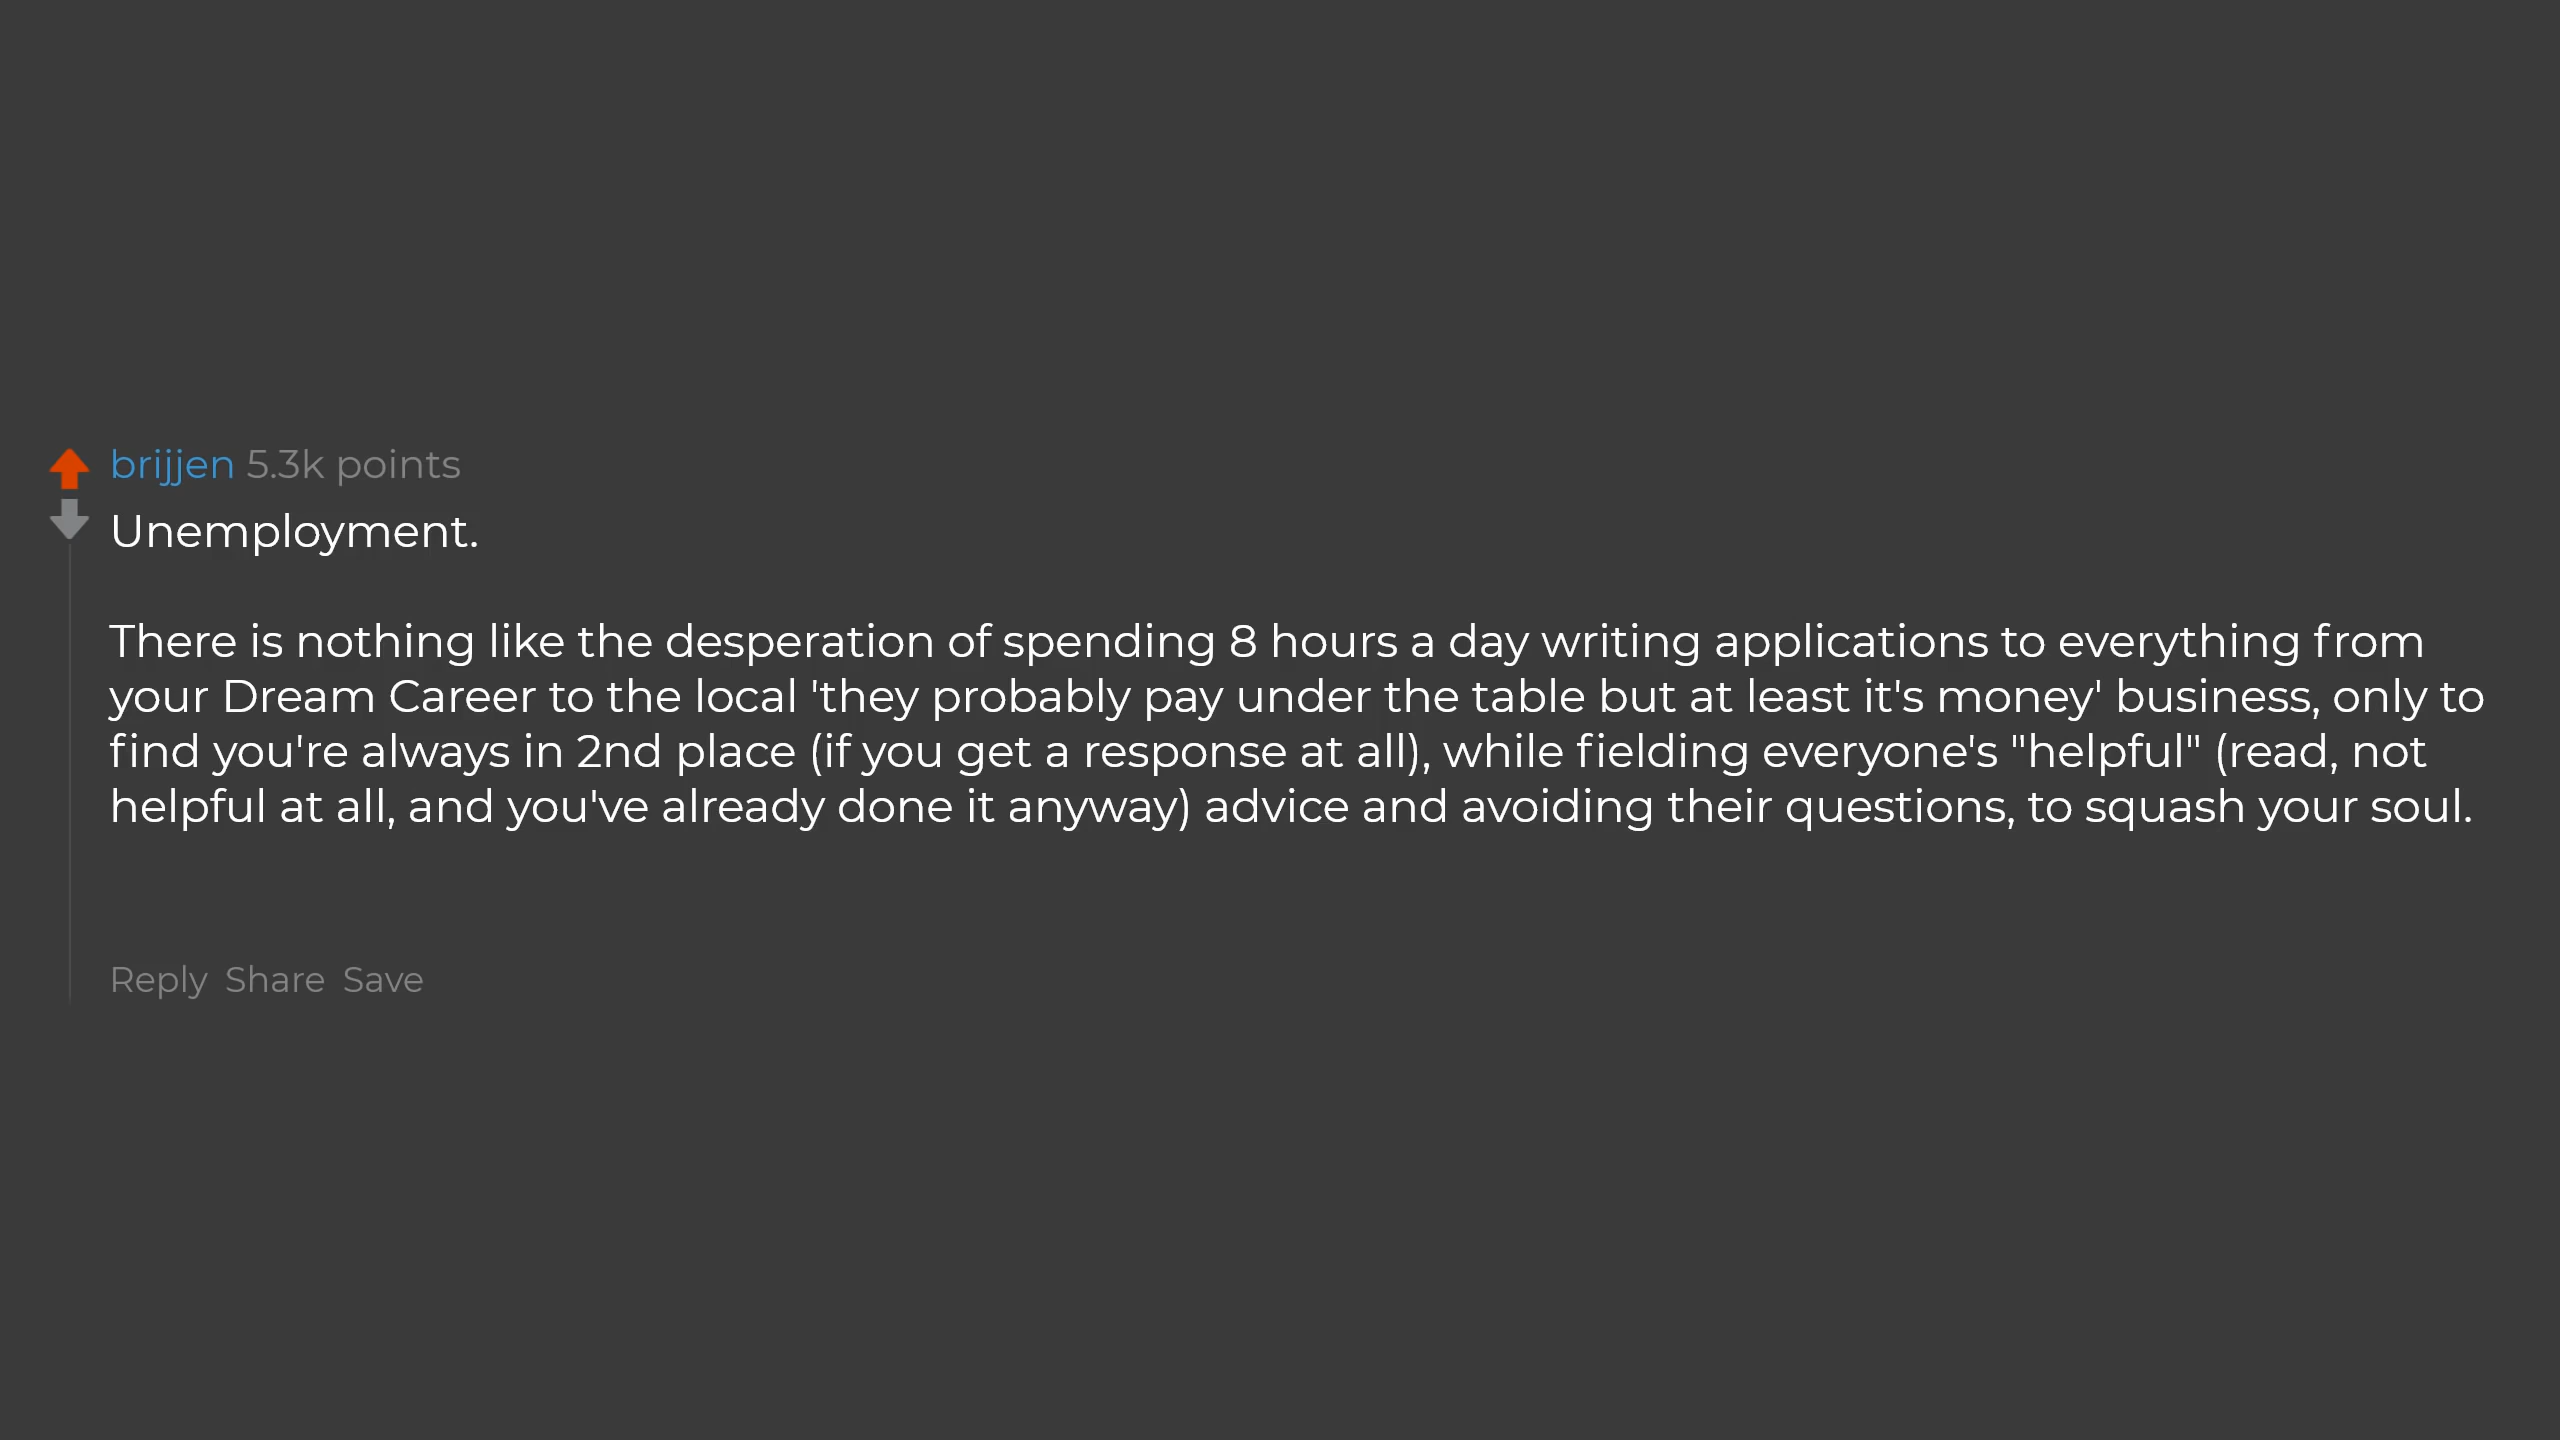 brijjen 5.3k points
Unemployment.
There is nothing like the desperation of spending 8 hours a day writing applications to everything from
your Dream Career to the local 'they probably pay under the table but at least it's money' business, only to
find you're always in 2nd place (if you get a response at all), while fielding everyone's "helpful" (read, not
helpful at all, and you've already done it anyway) advice and avoiding their questions, to squash your soul.
Reply Share Save